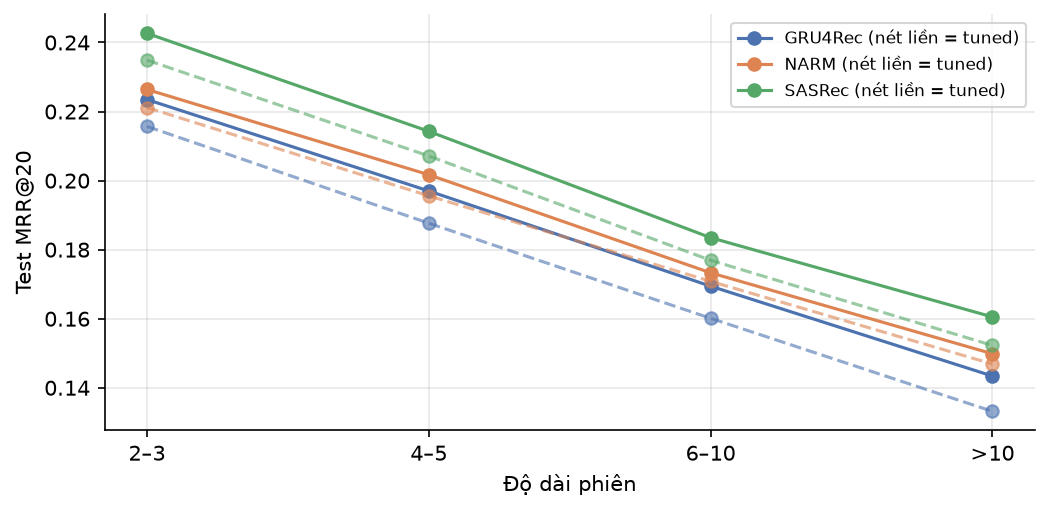 0.24
0.22
0.20
0.18
0.16
0.14
Test MRR@20
GRU4Rec (nét liền = tuned)
NARM (nét liền = tuned)
SASRec (nét liền = tuned)
2–3
4–5
6–10
>10
Độ dài phiên